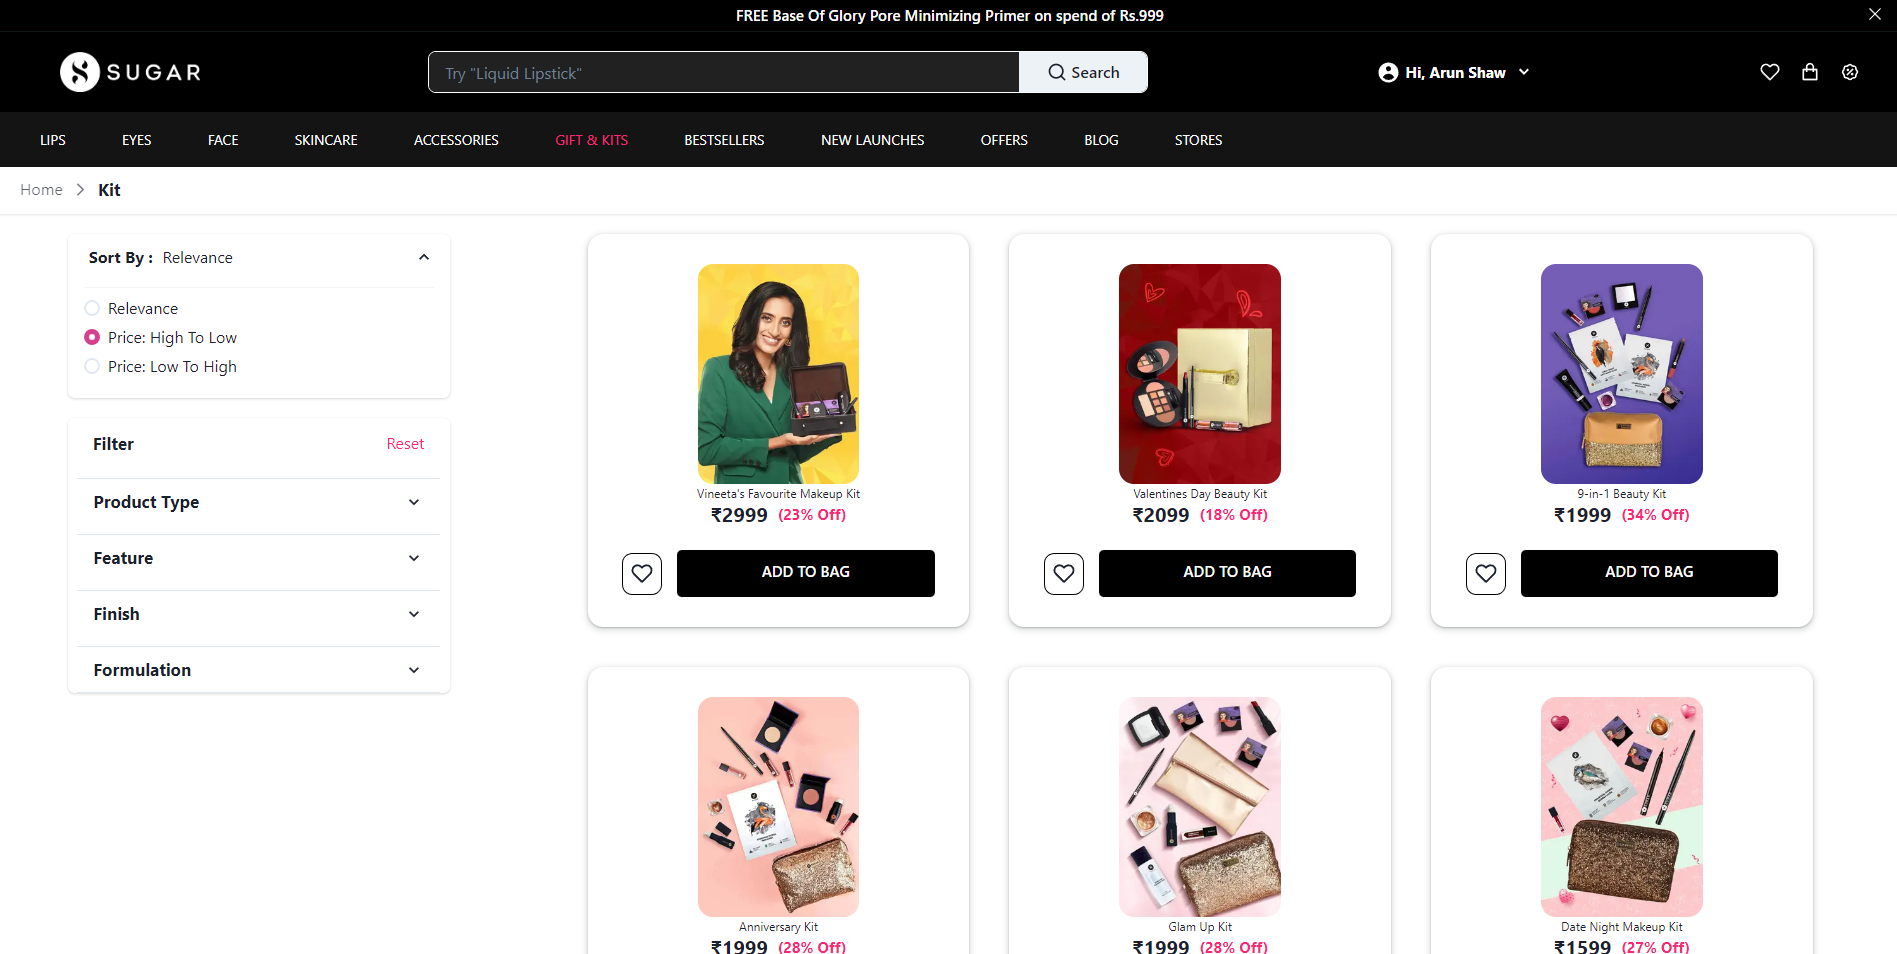 FREE Base Of Glory Pore Minimizing Primer on spend of Rs.999
SUGAR
Try "Liquid Lipstick"
Search
Hi, Arun Shaw
LIPS
EYES
FACE
SKINCARE
ACCESSORIES
GIFT & KITS
BESTSELLERS
NEW LAUNCHES
OFFERS
BLOG
STORES
Home
Kit
Sort By : Relevance
Relevance
Price: High To Low
Price: Low To High
Filter
Reset
Product Type
Feature
Finish
Formulation
Vineeta's Favourite Makeup Kit
₹2999 (23% Off)
ADD TO BAG
Valentines Day Beauty Kit
₹2099 (18% Off)
ADD TO BAG
9-in-1 Beauty Kit
₹1999 (34% Off)
ADD TO BAG
Anniversary Kit
₹1999 (28% Off)
Glam Up Kit
₹1999 (28% Off)
Date Night Makeup Kit
₹1599 (27% Off)